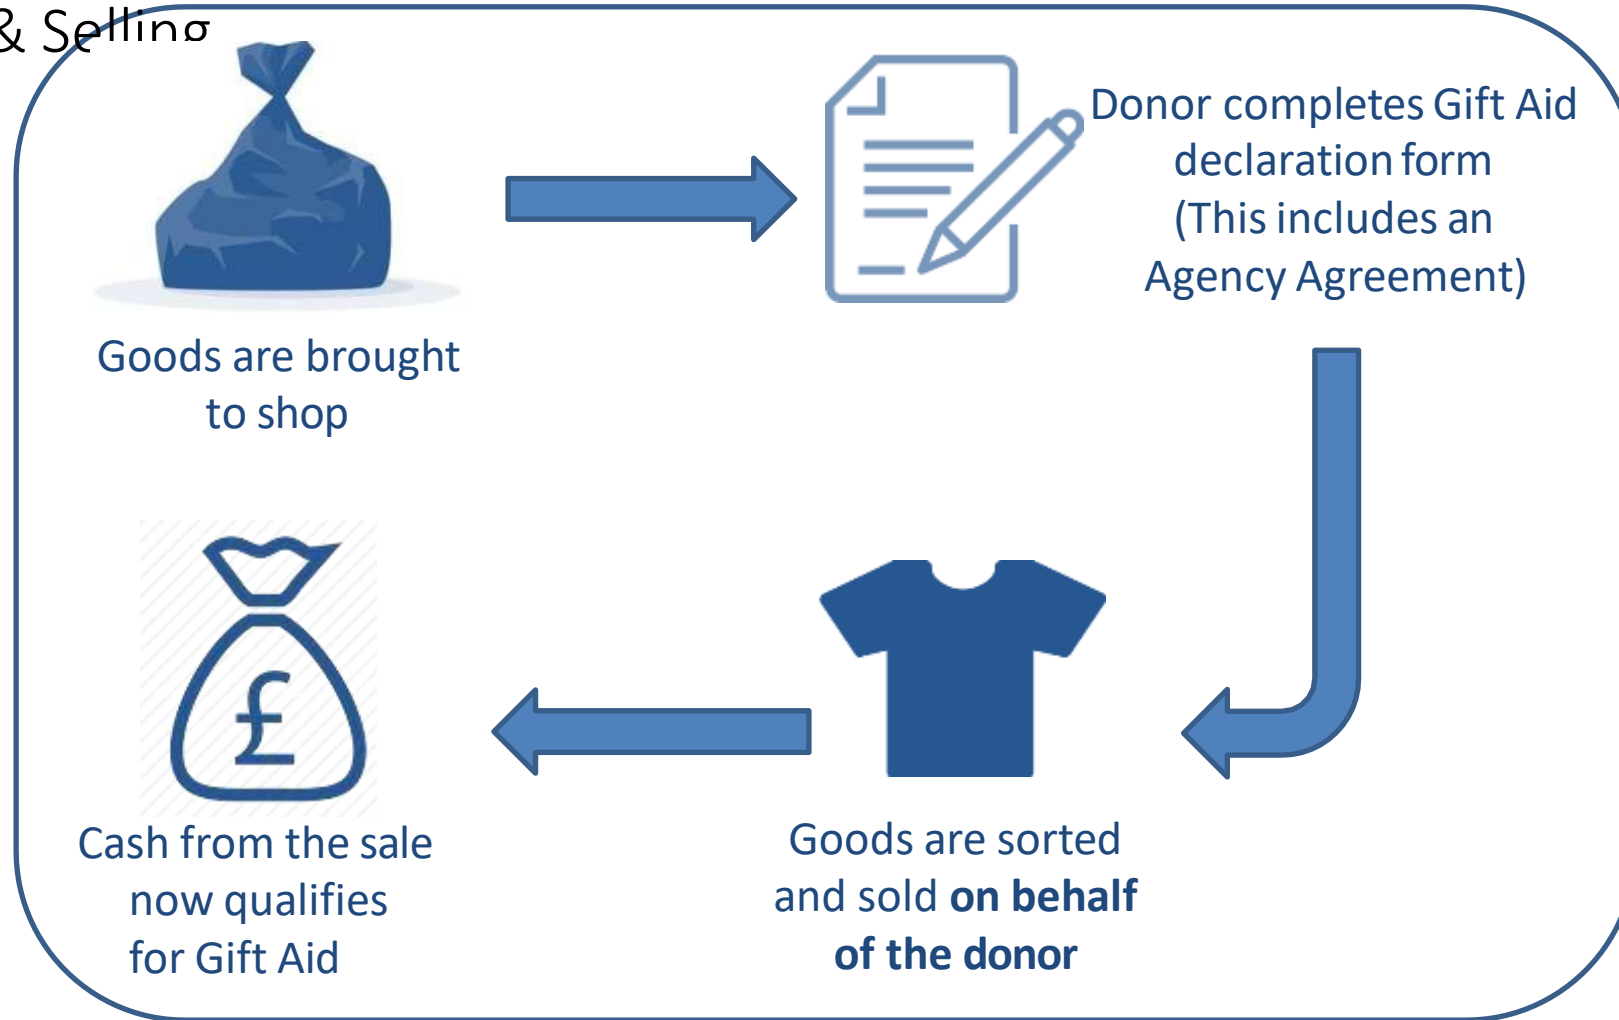 & Selling
Goods are brought
to shop
Donor completes Gift Aid
declaration form
(This includes an
Agency Agreement)
£
Cash from the sale
now qualifies
for Gift Aid
Goods are sorted
and sold on behalf
of the donor